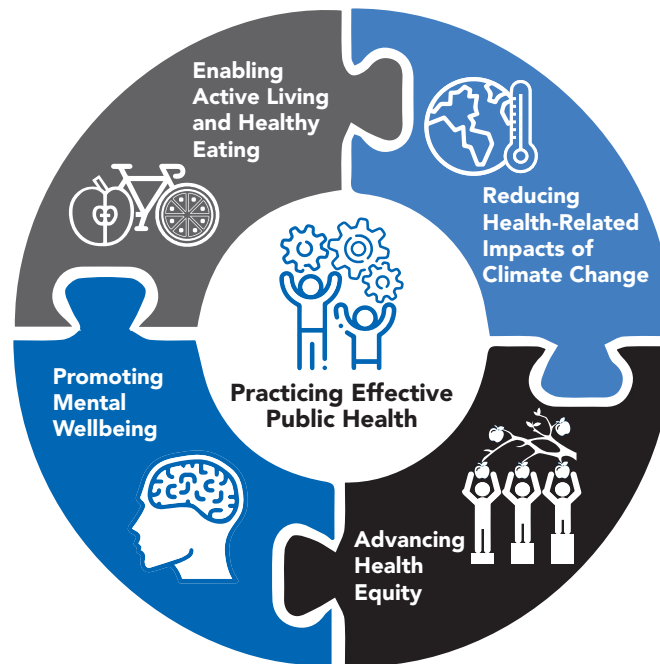 Enabling
Active Living
and Healthy
Eating
Reducing
Health-Related
Impacts of
Climate Change
Practicing Effective
Public Health
Promoting
Mental
Wellbeing
Advancing
Health
Equity